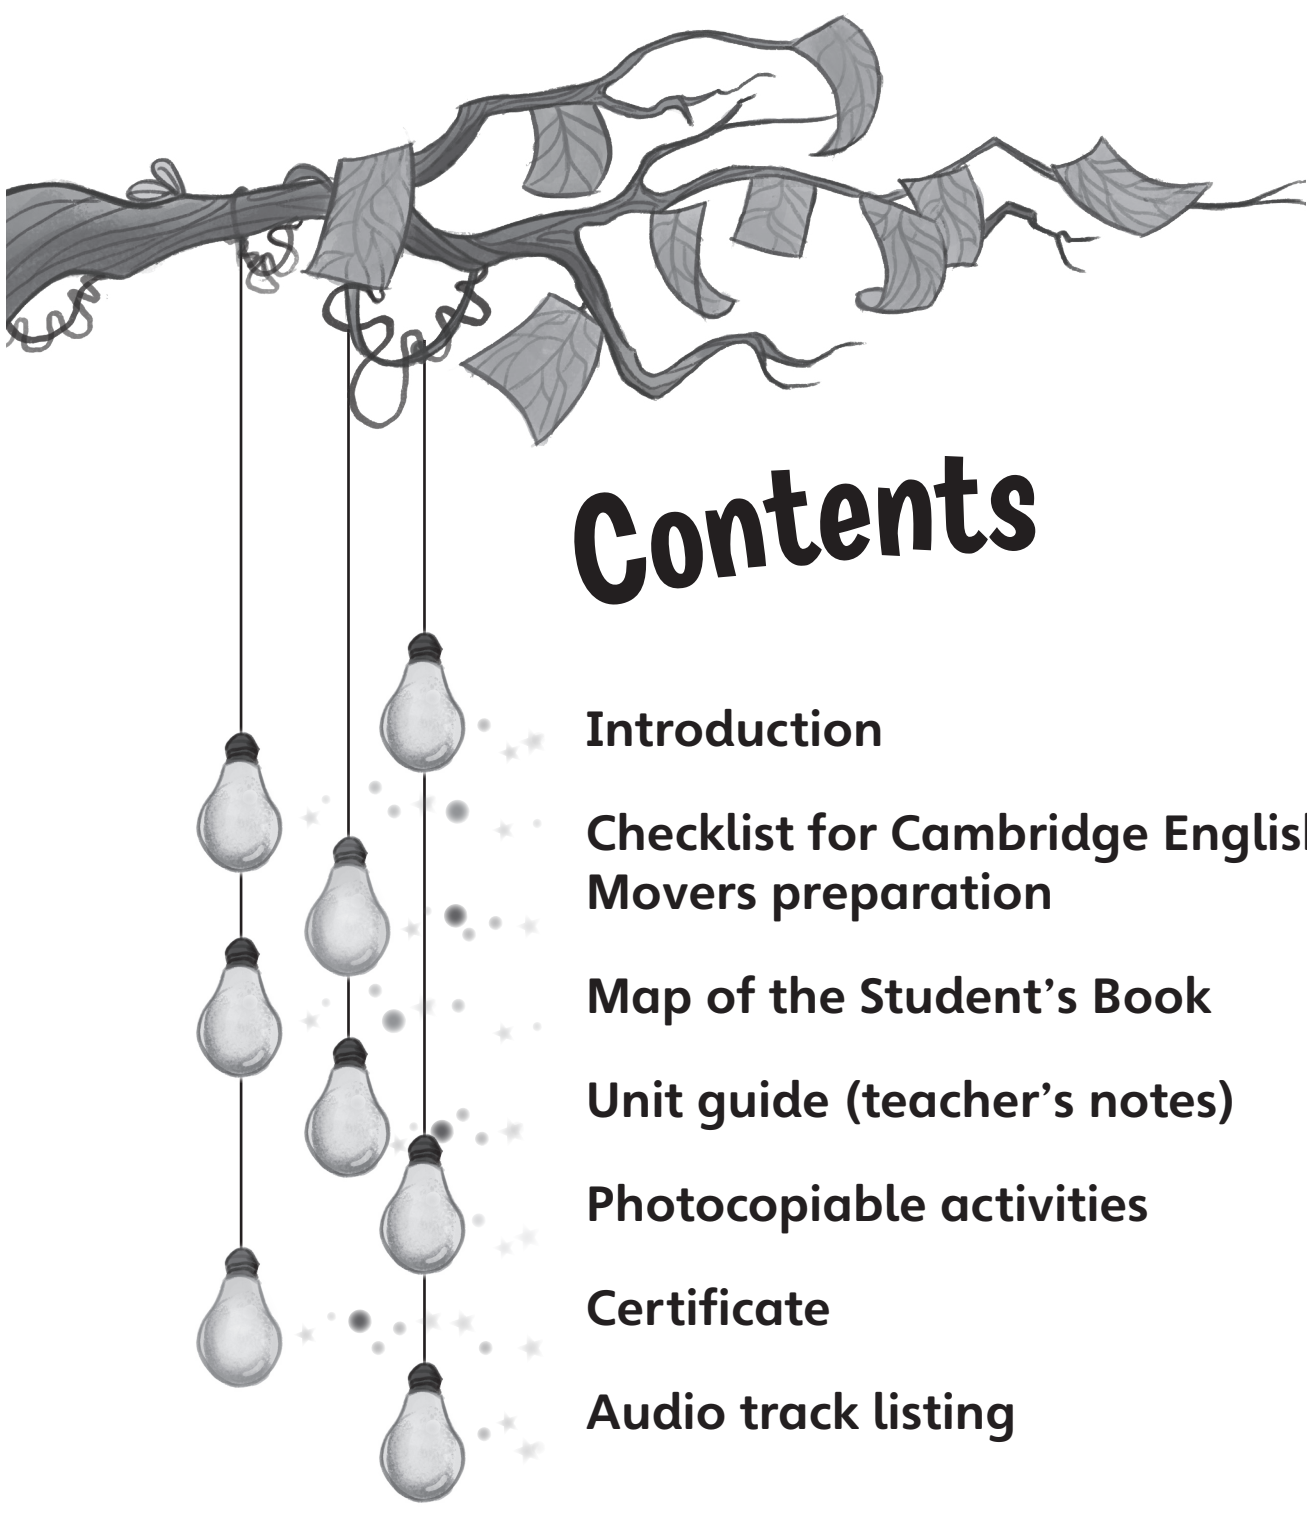 Contents
Introduction
Checklist for Cambridge English
Movers preparation
Map of the Student’s Book
Unit guide (teacher’s notes)
Photocopiable activities
Certificate
Audio track listing